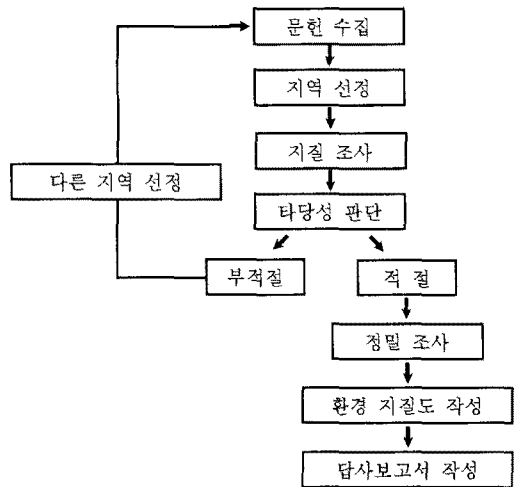 문헌 수집
지역 선정
지질 조사
다른 지역 선정
타당성 판단
부적절
적 절
정밀 조사
환경 지질도 작성
답사보고서 작성